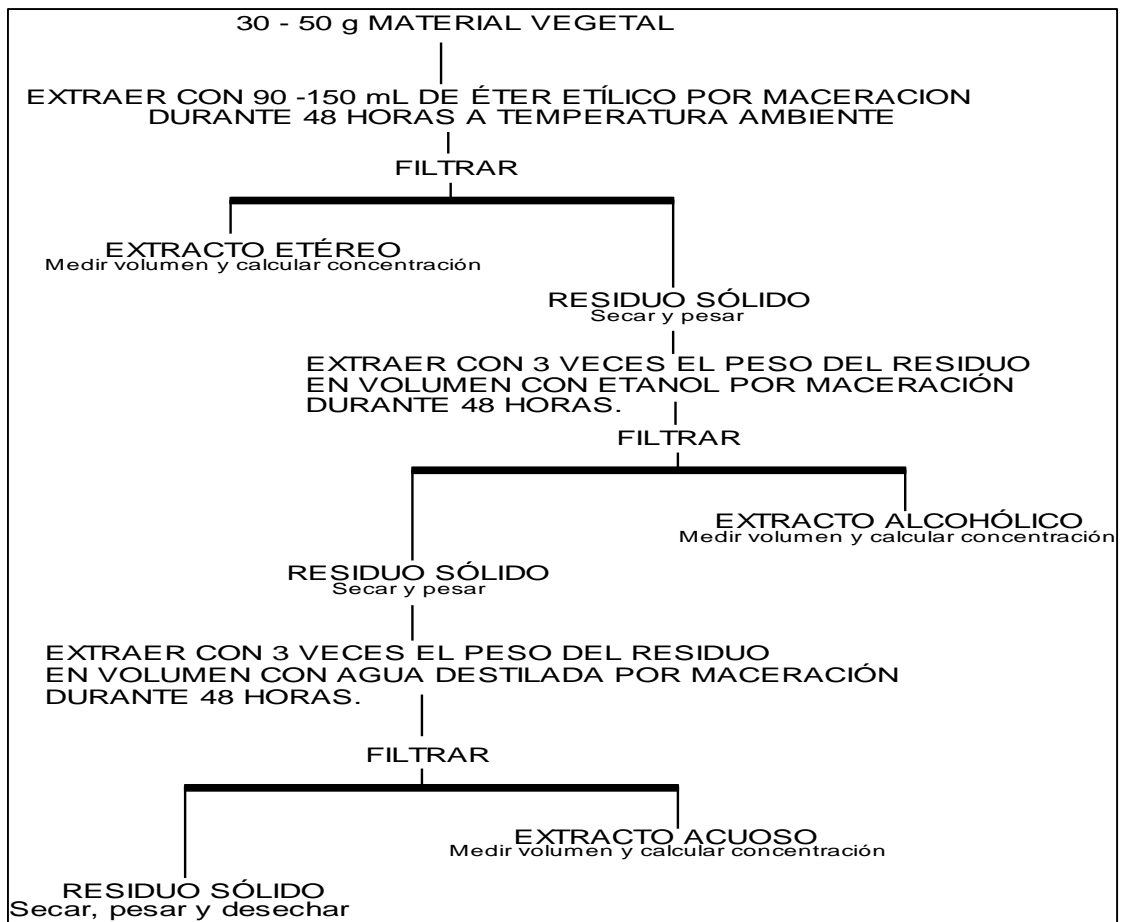 30 - 50 g MATERIAL VEGETAL
EXTRAER CON 90 -150 mL DE ÉTER ETÍLICO POR MACERACION
DURANTE 48 HORAS A TEMPERATURA AMBIENTE
FILTRAR
EXTRACTO ETÉREO
Medir volumen y calcular concentración
RESIDUO SÓLIDO
Secar y pesar
EXTRAER CON 3 VECES EL PESO DEL RESIDUO
EN VOLUMEN CON ETANOL POR MACERACIÓN
DURANTE 48 HORAS.
FILTRAR
EXTRACTO ALCOHÓLICO
Medir volumen y calcular concentración
RESIDUO SÓLIDO
Secar y pesar
EXTRAER CON 3 VECES EL PESO DEL RESIDUO
EN VOLUMEN CON AGUA DESTILADA POR MACERACIÓN
DURANTE 48 HORAS.
FILTRAR
EXTRACTO ACUOSO
Medir volumen y calcular concentración
RESIDUO SÓLIDO
Secar, pesar y desechar